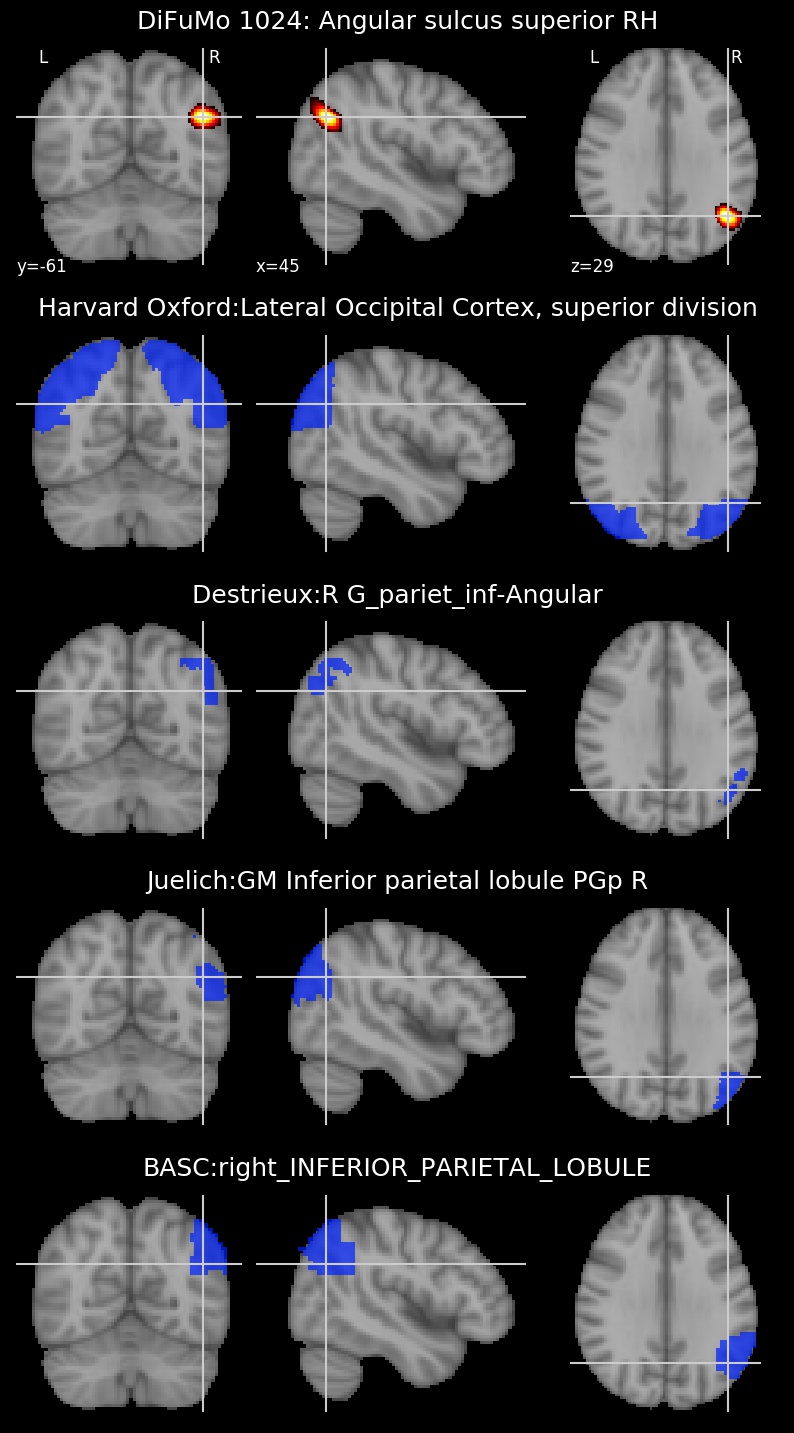 DiFuMo 1024: Angular sulcus superior RH
L R L R
y=-61 x=45 z=29
Harvard Oxford:Lateral Occipital Cortex, superior division
Destrieux:R G_pariet_inf-Angular
Juelich:GM Inferior parietal lobule PGp R
BASC:right_INFERIOR_PARIETAL_LOBULE